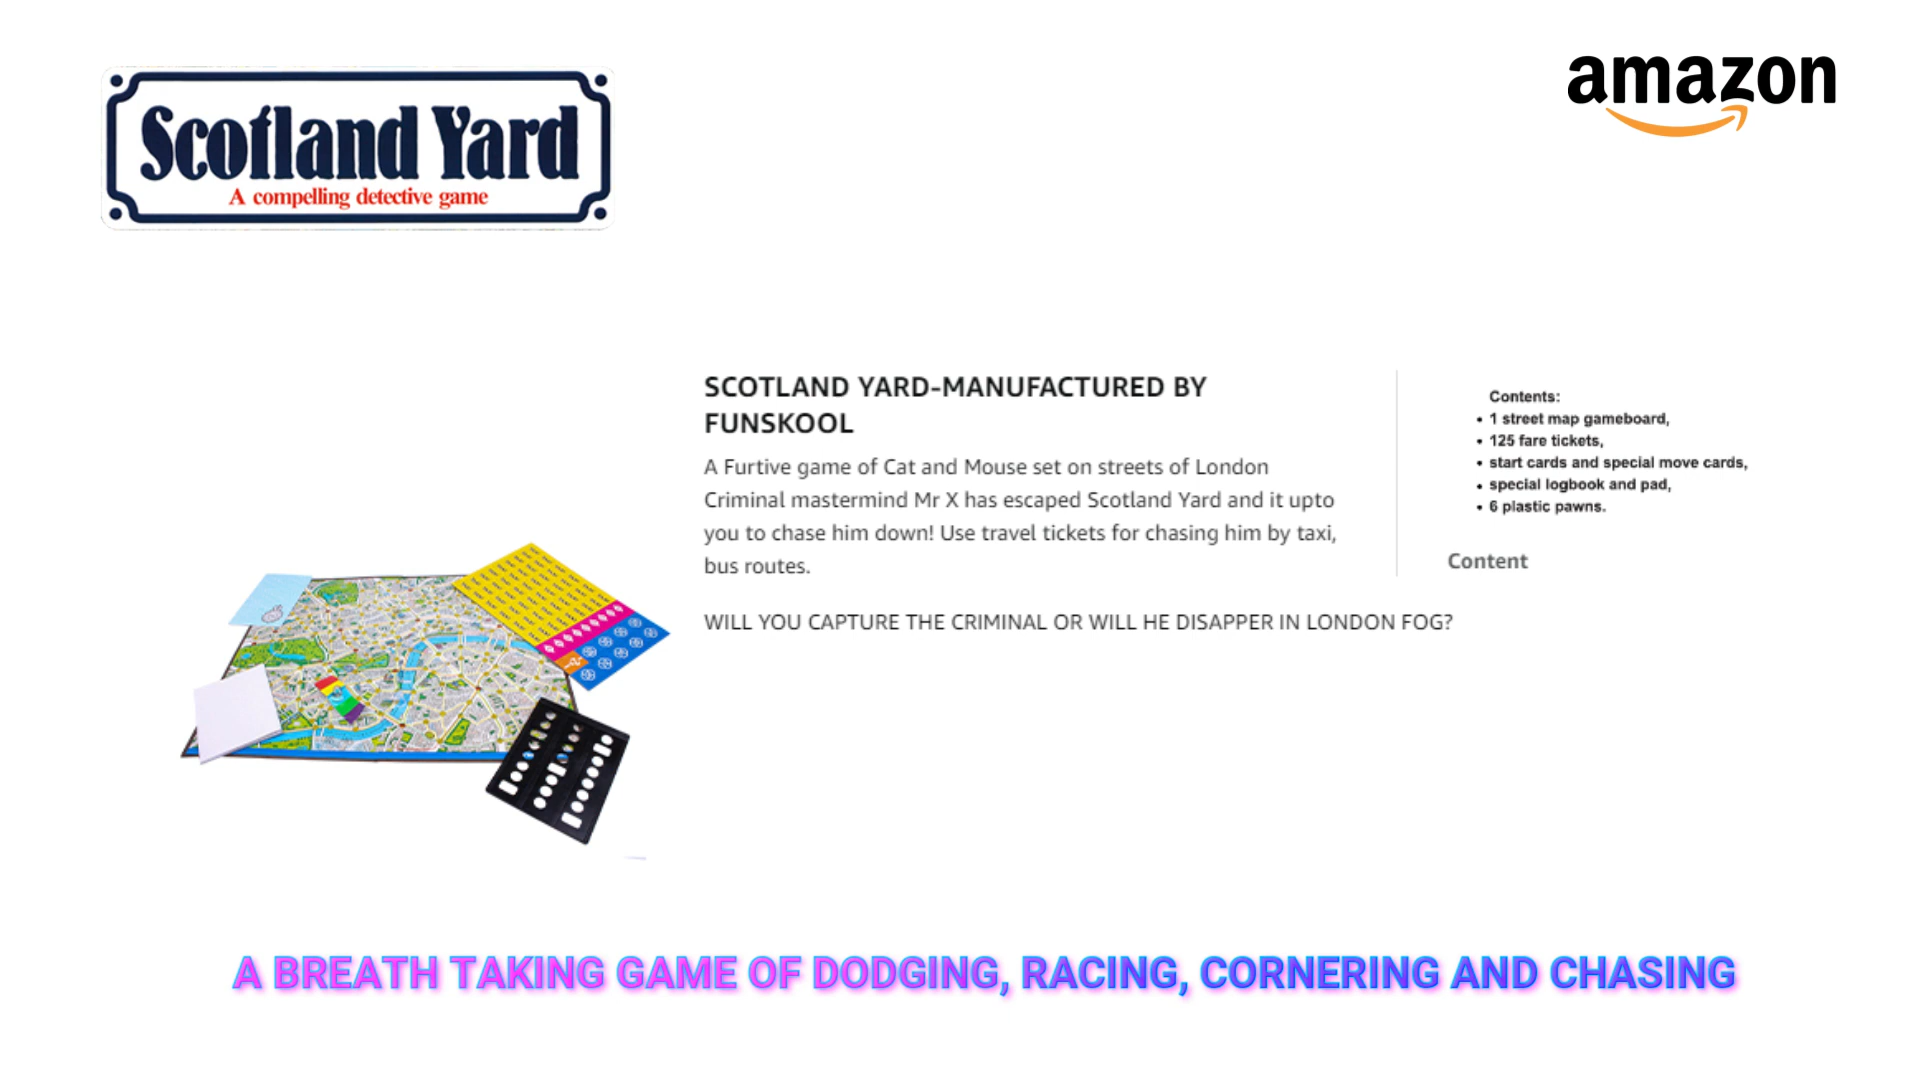 Scotland Yard
A compelling detective game
amazon
SCOTLAND YARD-MANUFACTURED BY
FUNSKOOL
A Furtive game of Cat and Mouse set on streets of London
Criminal mastermind Mr X has escaped Scotland Yard and it upto
you to chase him down! Use travel tickets for chasing him by taxi,
bus routes.
WILL YOU CAPTURE THE CRIMINAL OR WILL HE DISAPPER IN LONDON FOG?
Contents:
• 1 street map gameboard,
• 125 fare tickets,
• start cards and special move cards,
• special logbook and pad,
• 6 plastic pawns.
Content
A BREATH TAKING GAME OF DODGING, RACING, CORNERING AND CHASING